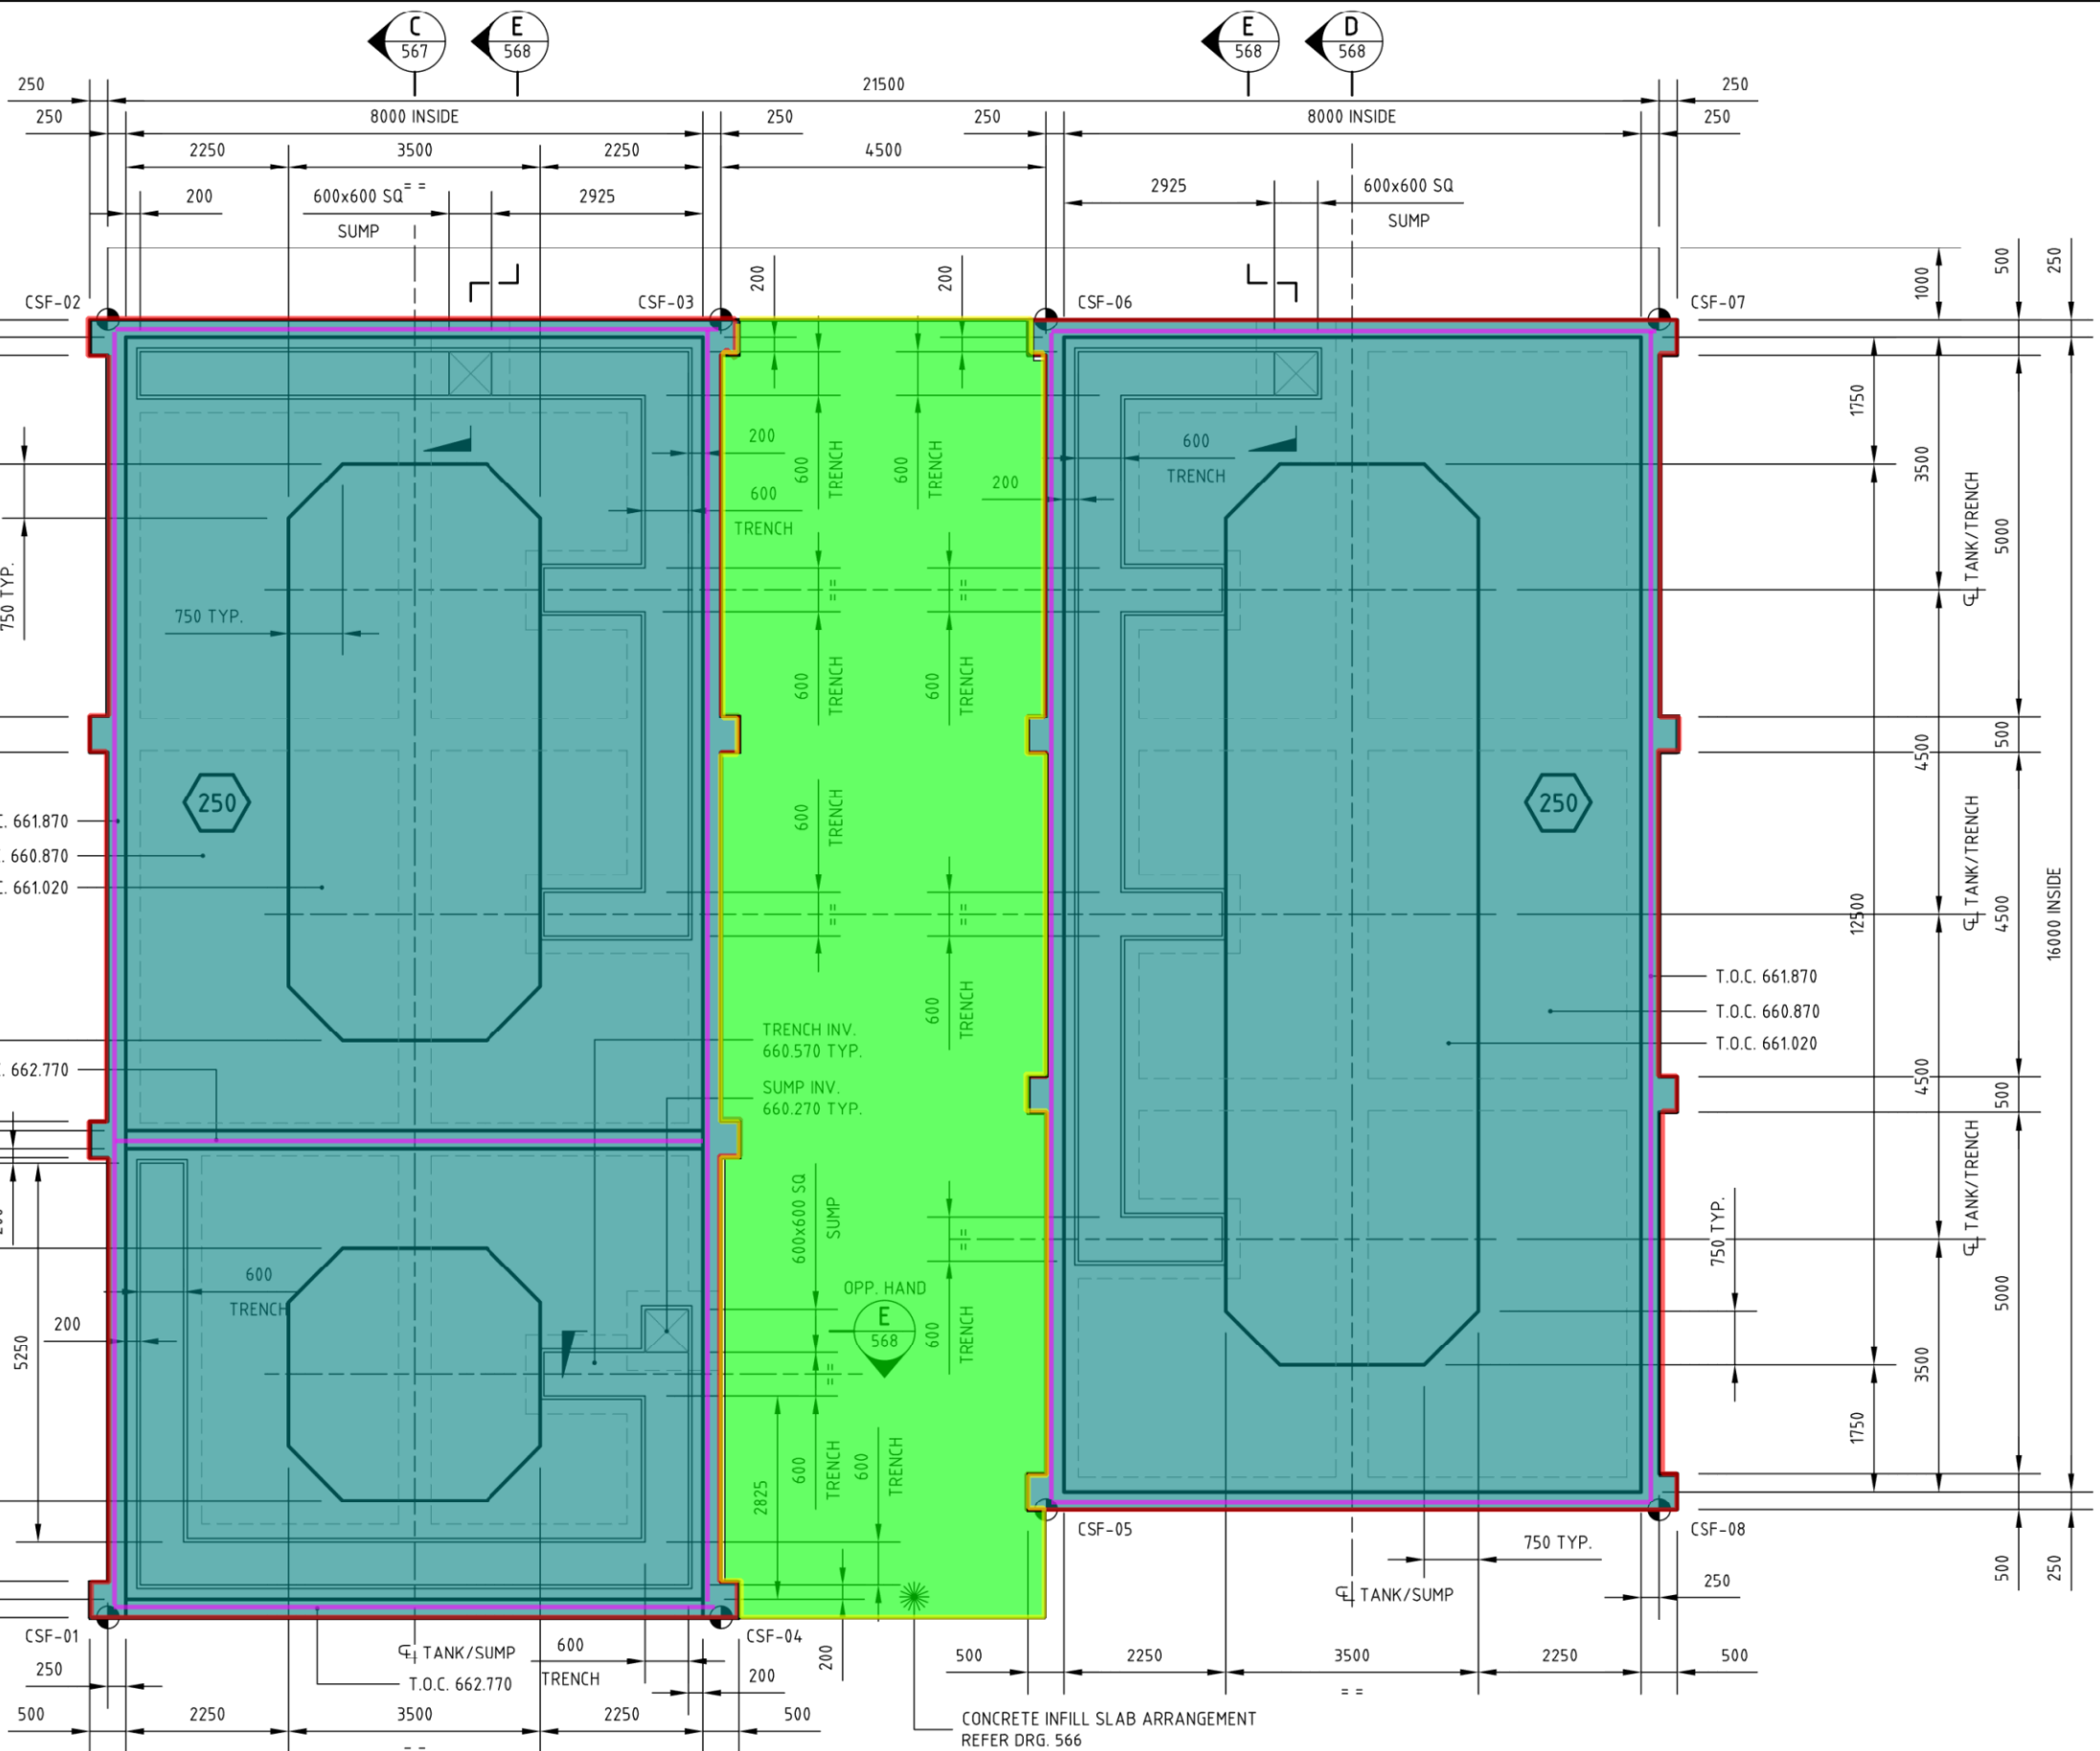 C
567
E
568
E
568
D
568
250
21500
250
250
8000 INSIDE
250
250
8000 INSIDE
250
2250
3500
2250
4500
200
= =
600x600 SQ
SUMP
2925
2925
600x600 SQ
SUMP
200
200
1000
500
250
CSF-02
CSF-03
CSF-06
CSF-07
1750
3500
200
600
TRENCH
600
TRENCH
600
TRENCH
200
600
TRENCH
200
℄ TANK/TRENCH
5000
750 TYP.
750 TYP.
=
=
600
TRENCH
600
TRENCH
500
4500
250
250
600
TRENCH
℄ TANK/TRENCH
4500
16000 INSIDE
12500
661.870
660.870
661.020
=
=
600
TRENCH
T.O.C. 661.870
T.O.C. 660.870
T.O.C. 661.020
TRENCH INV.
660.570 TYP.
662.770
SUMP INV.
660.270 TYP.
4500
500
℄ TANK/TRENCH
600x600 SQ
SUMP
=
750 TYP.
600
TRENCH
200
5250
OPP. HAND
E
568
600
TRENCH
=
5000
3500
1750
2825
600
TRENCH
600
TRENCH
CSF-05
CSF-08
750 TYP.
500
250
℄ TANK/SUMP
250
CSF-01
CSF-04
℄ TANK/SUMP
600
TRENCH
200
250
T.O.C. 662.770
200
500
2250
3500
2250
500
= =
500
2250
3500
2250
500
CONCRETE INFILL SLAB ARRANGEMENT
REFER DRG. 566